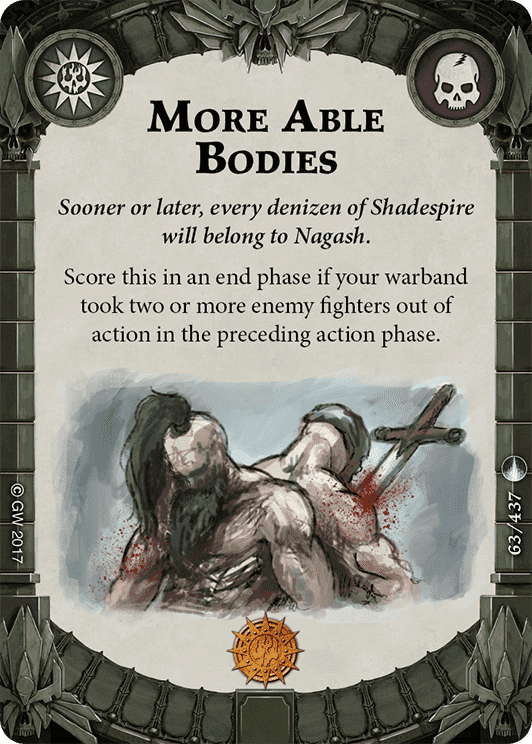 More Able
Bodies
Sooner or later, every denizen of Shadespire
will belong to Nagash.
Score this in an end phase if your warband
took two or more enemy fighters out of
action in the preceding action phase.
© GW 2017
63/437